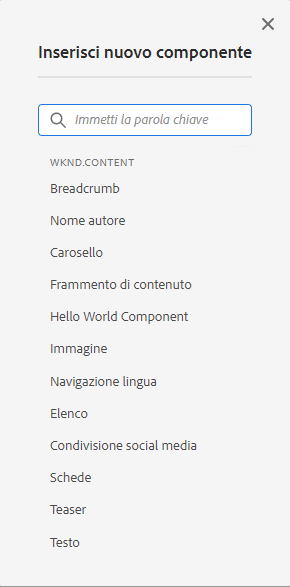 Inserisci nuovo componente
Immetti la parola chiave
WKND.CONTENT
Breadcrumb
Nome autore
Carosello
Frammento di contenuto
Hello World Component
Immagine
Navigazione lingua
Elenco
Condivisione social media
Schede
Teaser
Testo